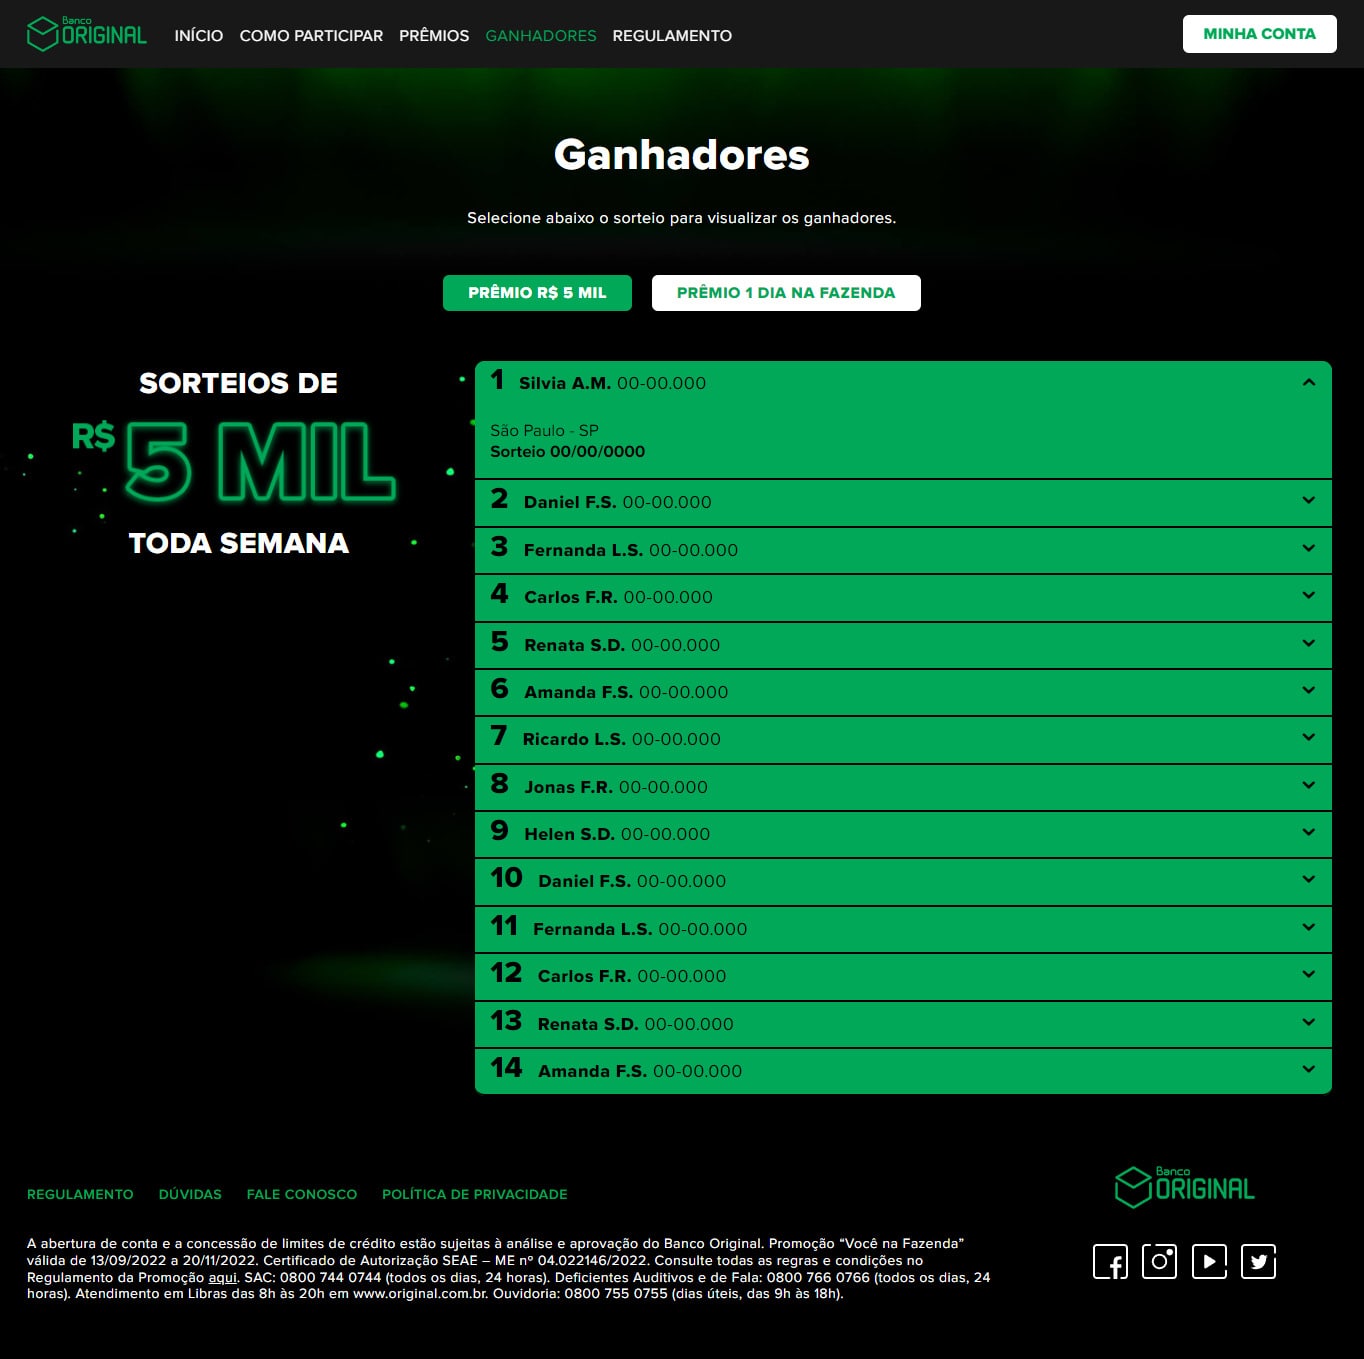 Banco
ORIGINAL
INÍCIO COMO PARTICIPAR PRÊMIOS GANHADORES REGULAMENTO
MINHA CONTA
Ganhadores
Selecione abaixo o sorteio para visualizar os ganhadores.
PRÊMIO R$ 5 MIL
PRÊMIO 1 DIA NA FAZENDA
SORTEIOS DE
R$ 5 MIL
TODA SEMANA
1 Silvia A.M. 00-00.000
São Paulo - SP
Sorteio 00/00/0000
2 Daniel F.S. 00-00.000
3 Fernanda L.S. 00-00.000
4 Carlos F.R. 00-00.000
5 Renata S.D. 00-00.000
6 Amanda F.S. 00-00.000
7 Ricardo L.S. 00-00.000
8 Jonas F.R. 00-00.000
9 Helen S.D. 00-00.000
10 Daniel F.S. 00-00.000
11 Fernanda L.S. 00-00.000
12 Carlos F.R. 00-00.000
13 Renata S.D. 00-00.000
14 Amanda F.S. 00-00.000
REGULAMENTO DÚVIDAS FALE CONOSCO POLÍTICA DE PRIVACIDADE
A abertura de conta e a concessão de limites de crédito estão sujeitas à análise e aprovação do Banco Original. Promoção “Você na Fazenda”
válida de 13/09/2022 a 20/11/2022. Certificado de Autorização SEAE – ME nº 04.022146/2022. Consulte todas as regras e condições no
Regulamento da Promoção aqui. SAC: 0800 744 0744 (todos os dias, 24 horas). Deficientes Auditivos e de Fala: 0800 766 0766 (todos os dias, 24
horas). Atendimento em Libras das 8h às 20h em www.original.com.br. Ouvidoria: 0800 755 0755 (dias úteis, das 9h às 18h).
Banco
ORIGINAL